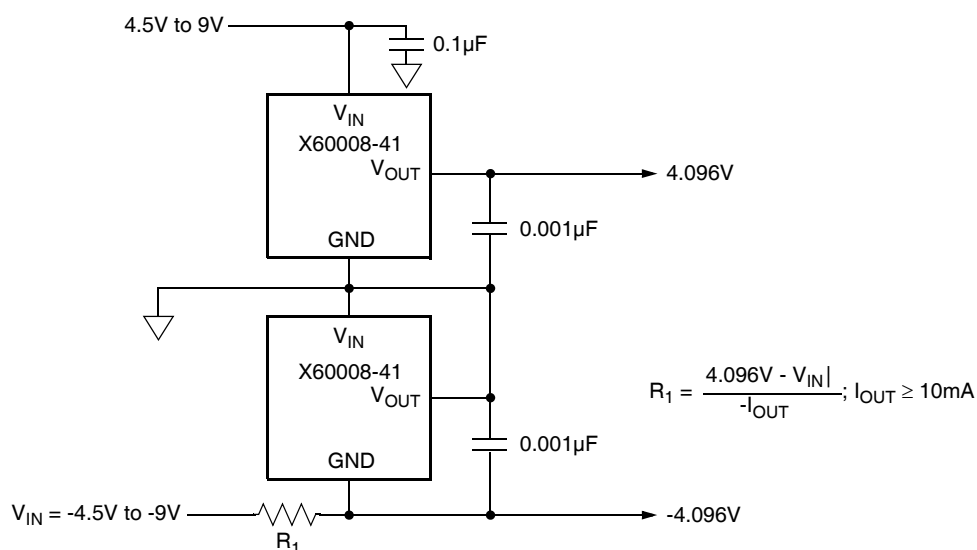 4.5V to 9V
0.1µF
VIN
X60008-41
VOUT
4.096V
0.001µF
GND
VIN
X60008-41
VOUT
R1 = 4.096V - VIN| / -IOUT ; IOUT ≥ 10mA
0.001µF
GND
VIN = -4.5V to -9V
R1
-4.096V